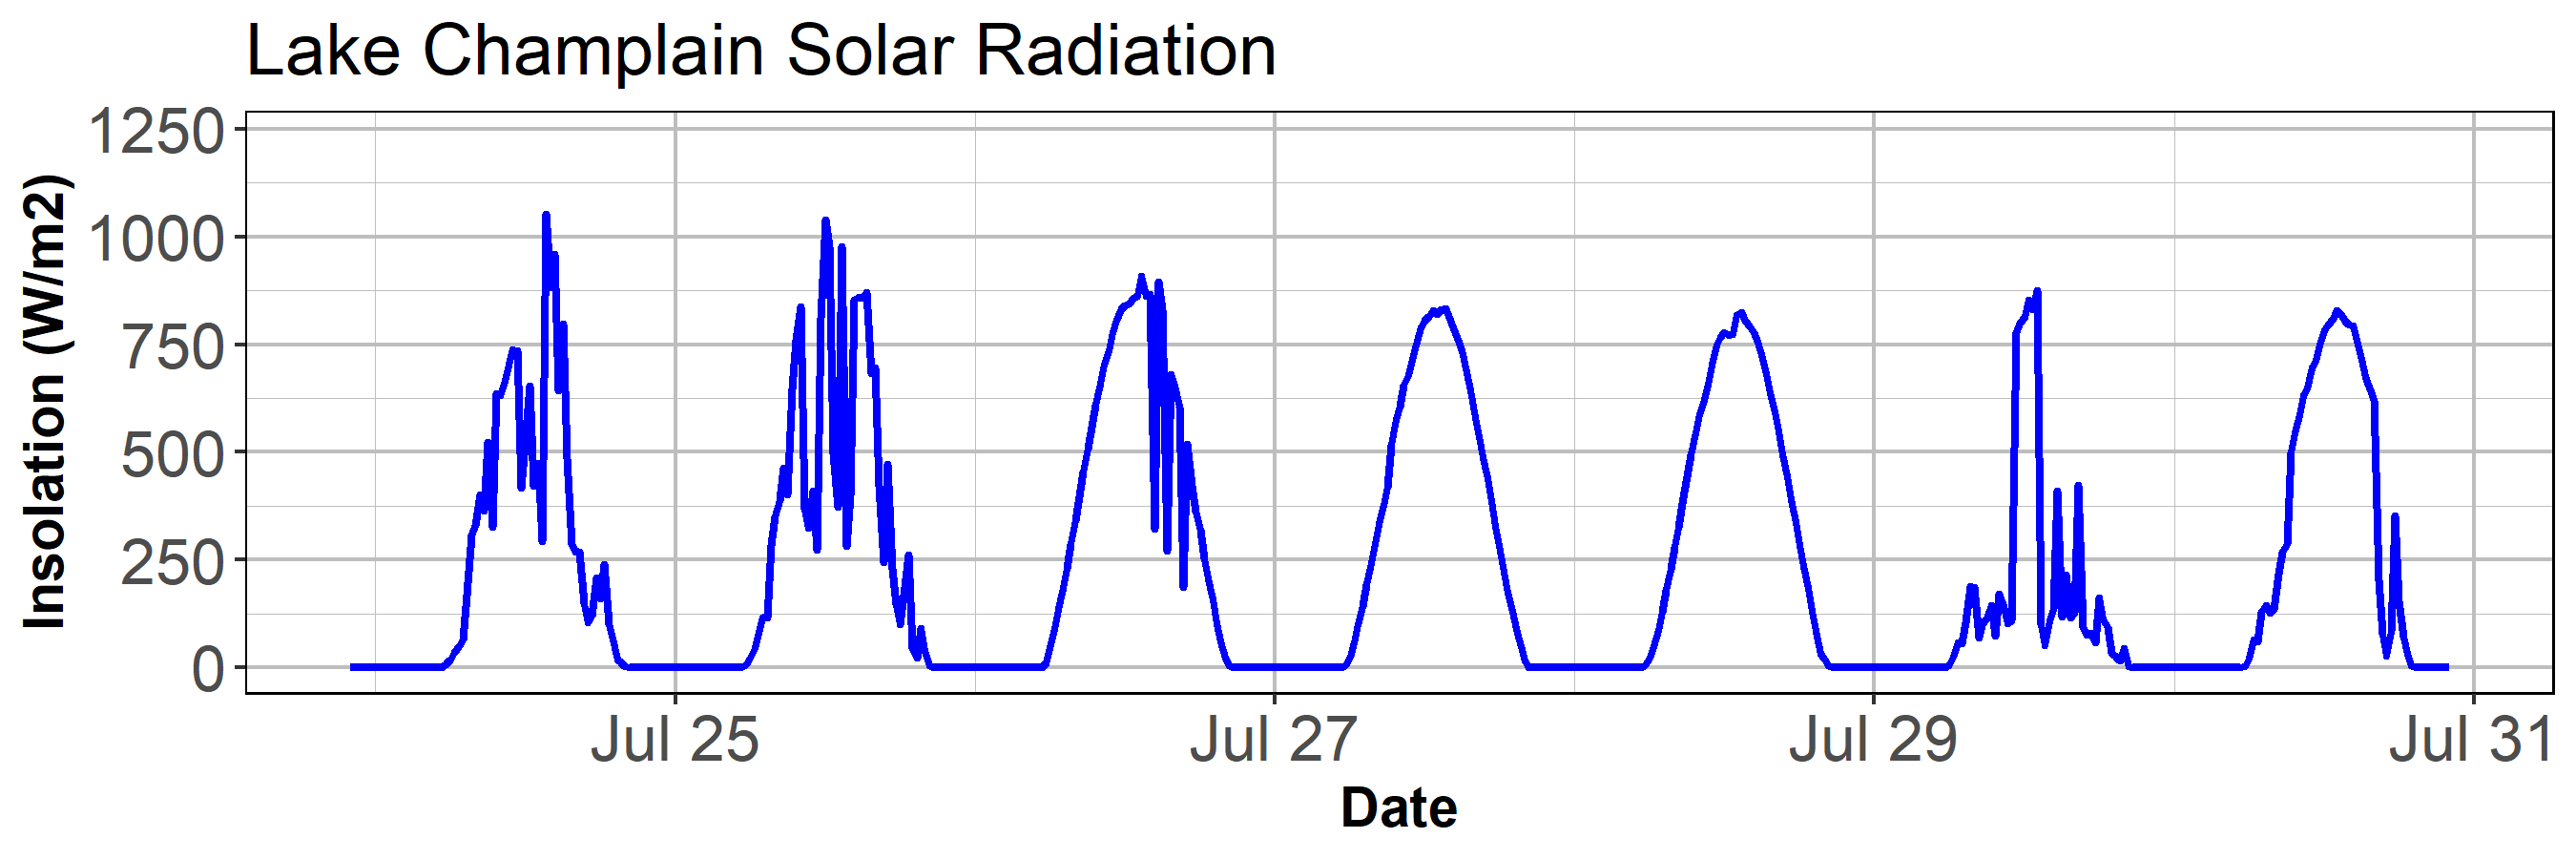 Lake Champlain Solar Radiation
1250
1000
750
500
250
0
Insolation (W/m2)
Jul 25 Jul 27 Jul 29 Jul 31
Date